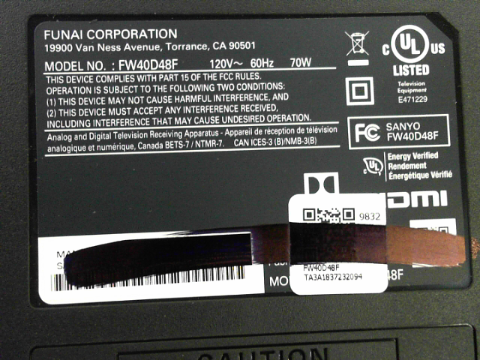 FUNAI CORPORATION
19900 Van Ness Avenue, Torrance, CA 90501
MODEL NO. : FW40D48F 120V~ 60Hz 70W
THIS DEVICE COMPLIES WITH PART 15 OF THE FCC RULES.
OPERATION IS SUBJECT TO THE FOLLOWING TWO CONDITIONS:
(1) THIS DEVICE MAY NOT CAUSE HARMFUL INTERFERENCE, AND
(2) THIS DEVICE MUST ACCEPT ANY INTERFERENCE RECEIVED,
INCLUDING INTERFERENCE THAT MAY CAUSE UNDESIRED OPERATION.
Analog and Digital Television Receiving Apparatus - Appareil de réception de télévision
analogique et numérique, Canada BETS-7 / NTMR-7. CAN ICES-3 (B)/NMB-3(B)
c UL US
LISTED
Television
Equipment
E471229
FC SANYO
FW40D48F
UL
Energy Verified
Rendement
Énergétique Vérifié
HDMI
9832
FW40D48F
TA3A1837232094
48F
CAUTION